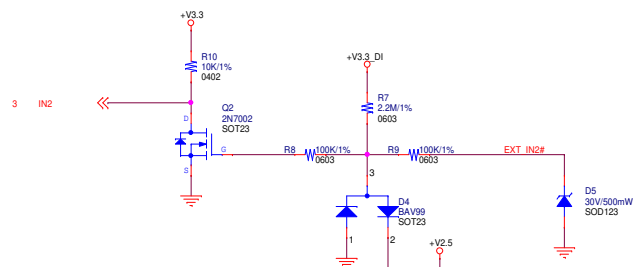 +V3.3
R10
10K/1%
0402
3 IN2
Q2
2N7002
SOT23
D
G
S
+V3.3_DI
R7
2.2M/1%
0603
R8 100K/1%
0603
R9 100K/1%
0603
EXT_IN2#
3
D4
BAV99
SOT23
1
2
+V2.5
D5
30V/500mW
SOD123